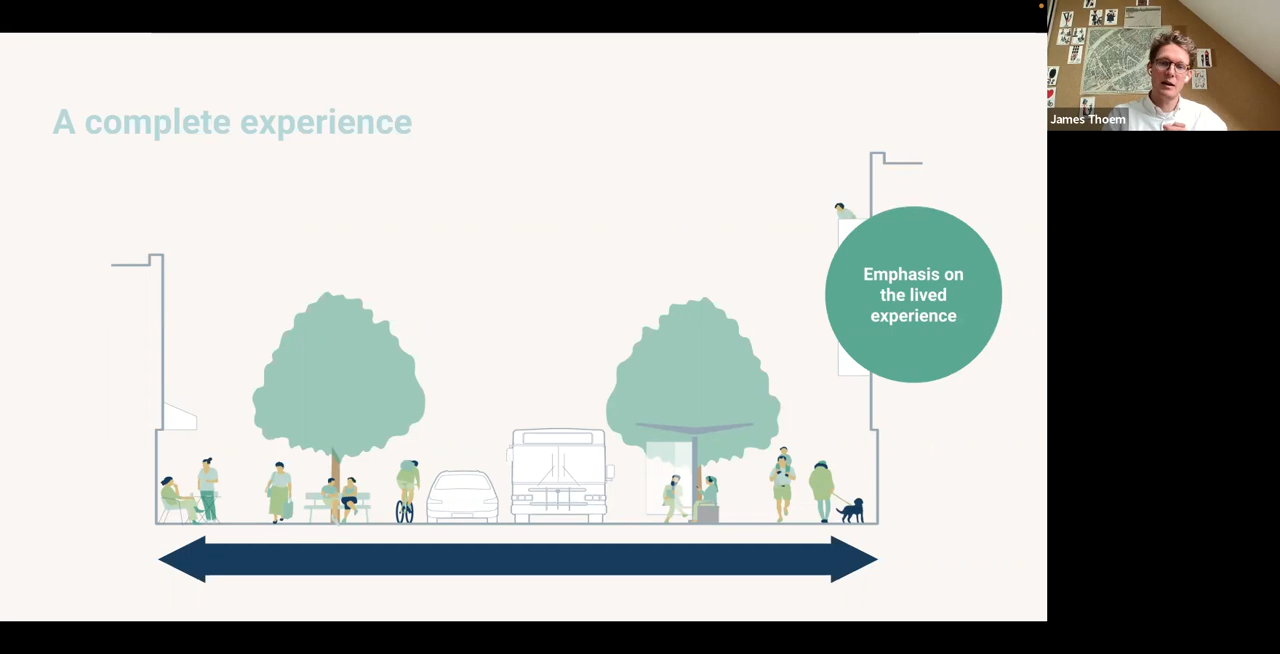 A complete experience
Emphasis on
the lived
experience
James Thoem